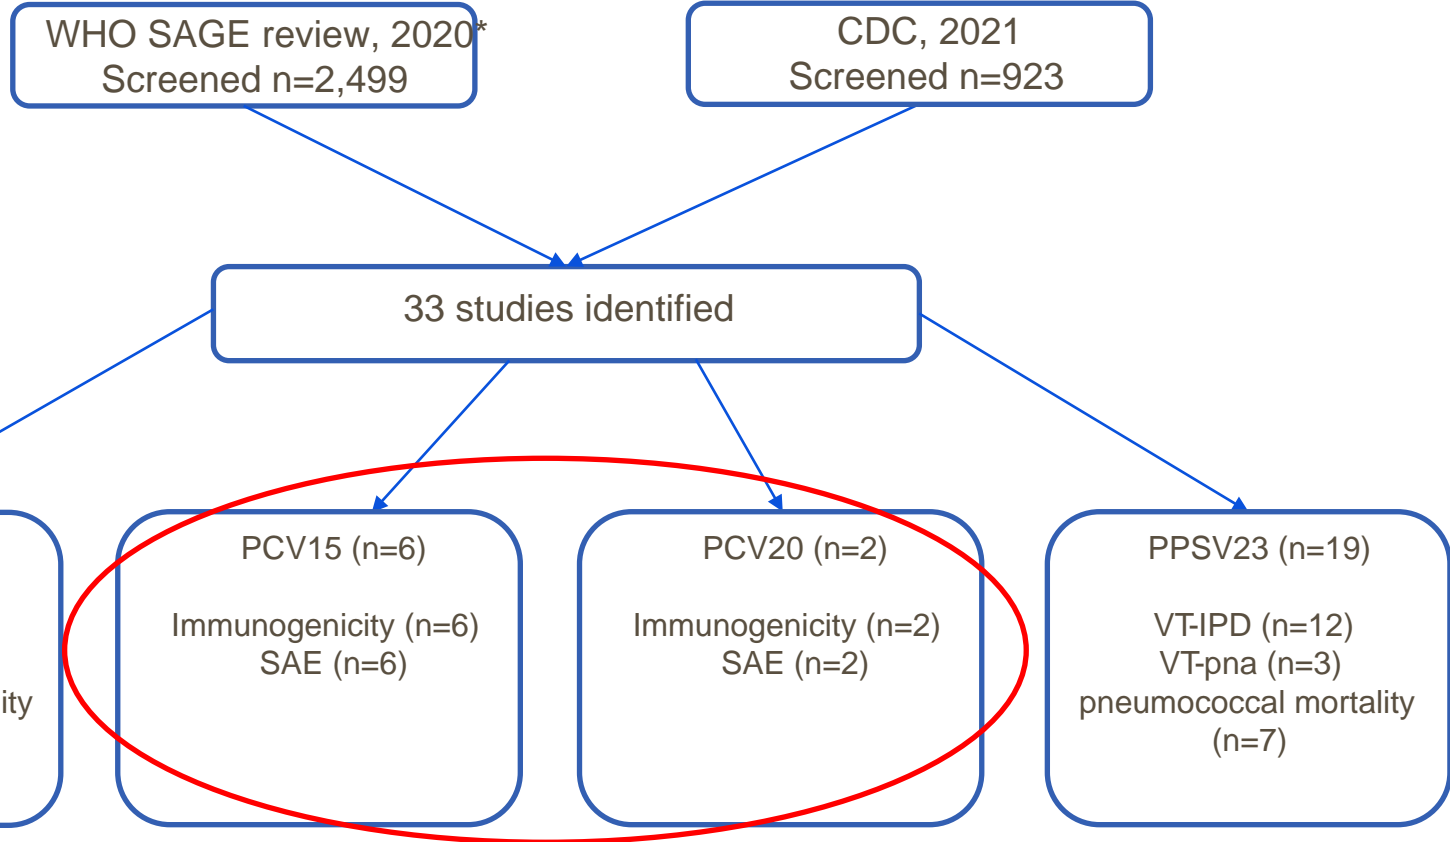 WHO SAGE review, 2020*
Screened n=2,499
CDC, 2021
Screened n=923
33 studies identified
ity
PCV15 (n=6)
Immunogenicity (n=6)
SAE (n=6)
PCV20 (n=2)
Immunogenicity (n=2)
SAE (n=2)
PPSV23 (n=19)
VT-IPD (n=12)
VT-pna (n=3)
pneumococcal mortality
(n=7)